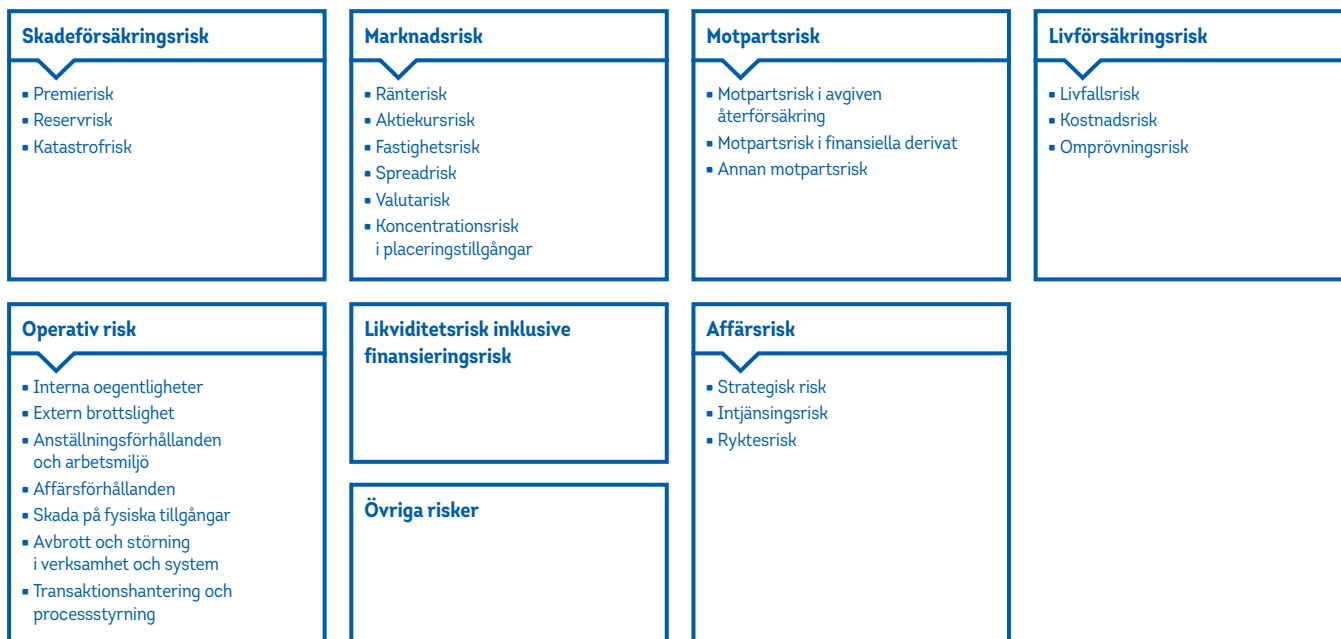 Skadeförsäkringsrisk
▪ Premierisk
▪ Reservrisk
▪ Katastrofrisk
Marknadsrisk
▪ Ränterisk
▪ Aktiekursrisk
▪ Fastighetsrisk
▪ Spreadrisk
▪ Valutarisk
▪ Koncentrationsrisk
i placeringstillgångar
Motpartsrisk
▪ Motpartsrisk i avgiven
återförsäkring
▪ Motpartsrisk i finansiella derivat
▪ Annan motpartsrisk
Livförsäkringsrisk
▪ Livfallsrisk
▪ Kostnadsrisk
▪ Omprövningsrisk
Operativ risk
▪ Interna oegentligheter
▪ Extern brottslighet
▪ Anställningsförhållanden
och arbetsmiljö
▪ Affärsförhållanden
▪ Skada på fysiska tillgångar
▪ Avbrott och störning
i verksamhet och system
▪ Transaktionshantering och
processstyrning
Likviditetsrisk inklusive
finansieringsrisk
Övriga risker
Affärsrisk
▪ Strategisk risk
▪ Intjänsingsrisk
▪ Ryktesrisk